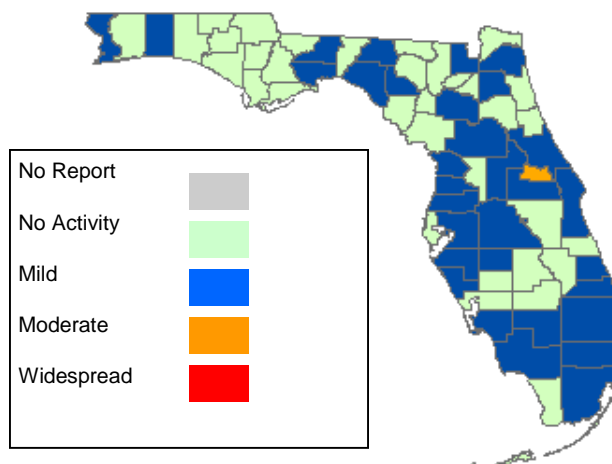 No Report
No Activity
Mild
Moderate
Widespread